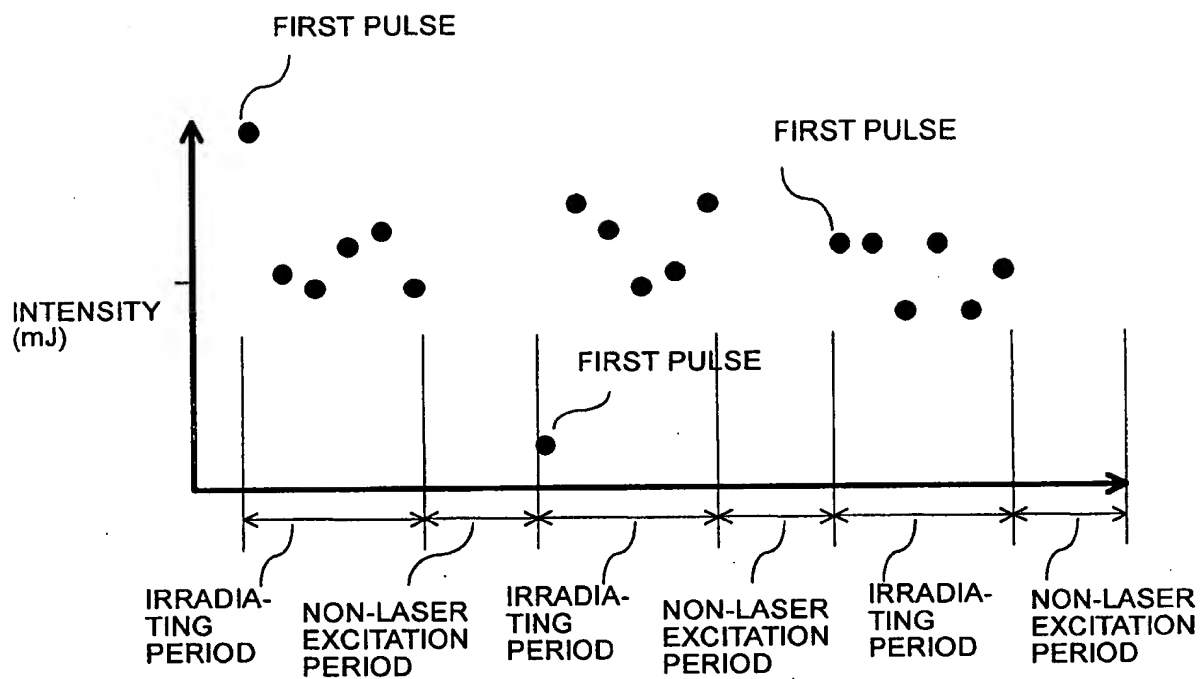 FIRST PULSE
FIRST PULSE
INTENSITY
(mJ)
FIRST PULSE
IRRADIA-
TING
PERIOD
NON-LASER
EXCITATION
PERIOD
IRRADIA-
TING
PERIOD
NON-LASER
EXCITATION
PERIOD
IRRADIA-
TING
PERIOD
NON-LASER
EXCITATION
PERIOD